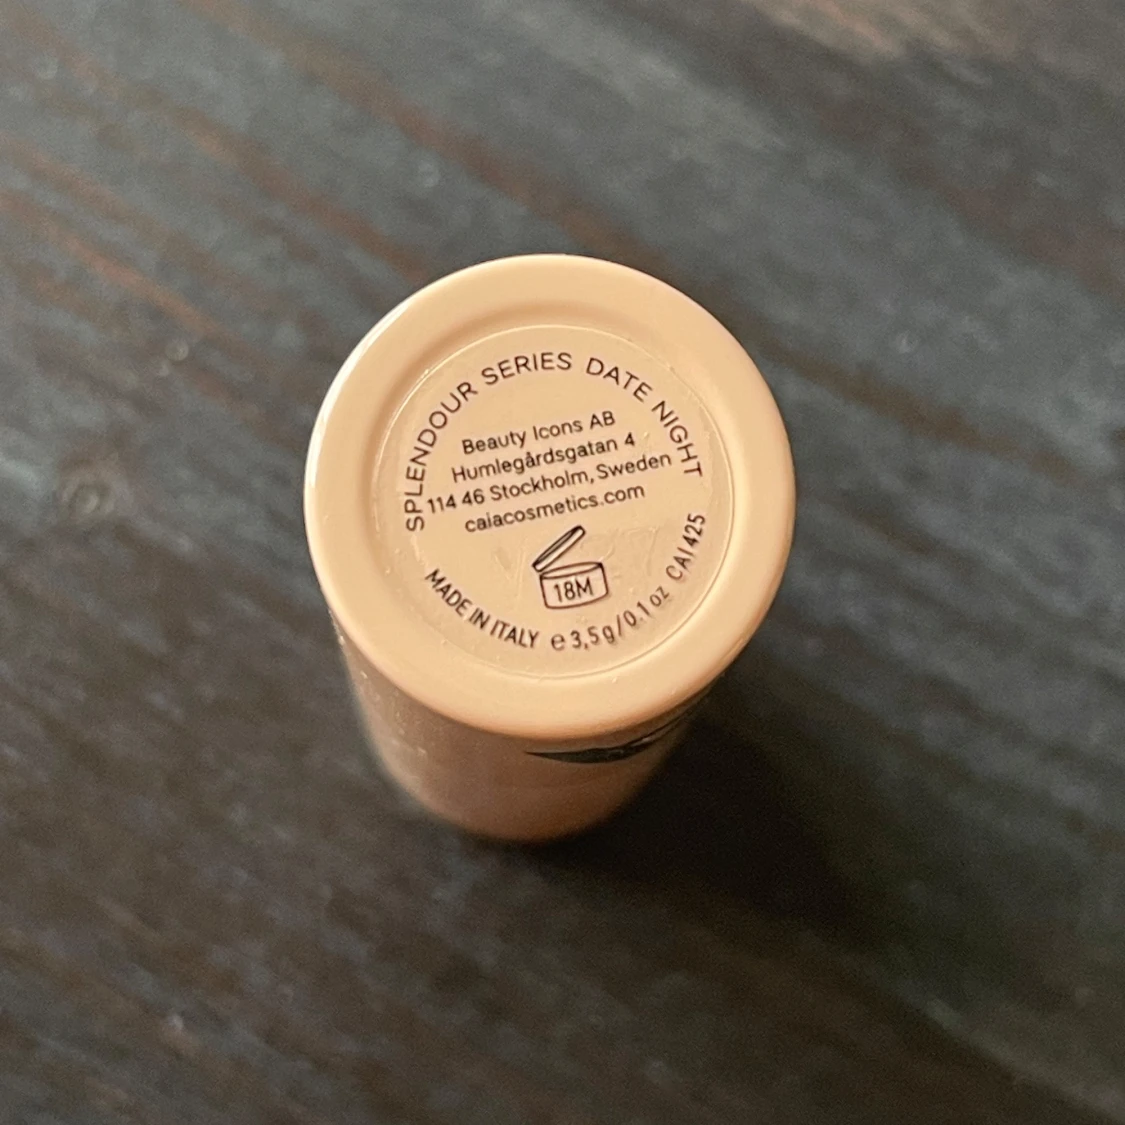 SPLENDOUR SERIES DATE NIGHT
Beauty Icons AB
Humlegårdsgatan 4
114 46 Stockholm, Sweden
caiacosmetics.com
18M
MADE IN ITALY e 3,5g/0.1 oz CAI425